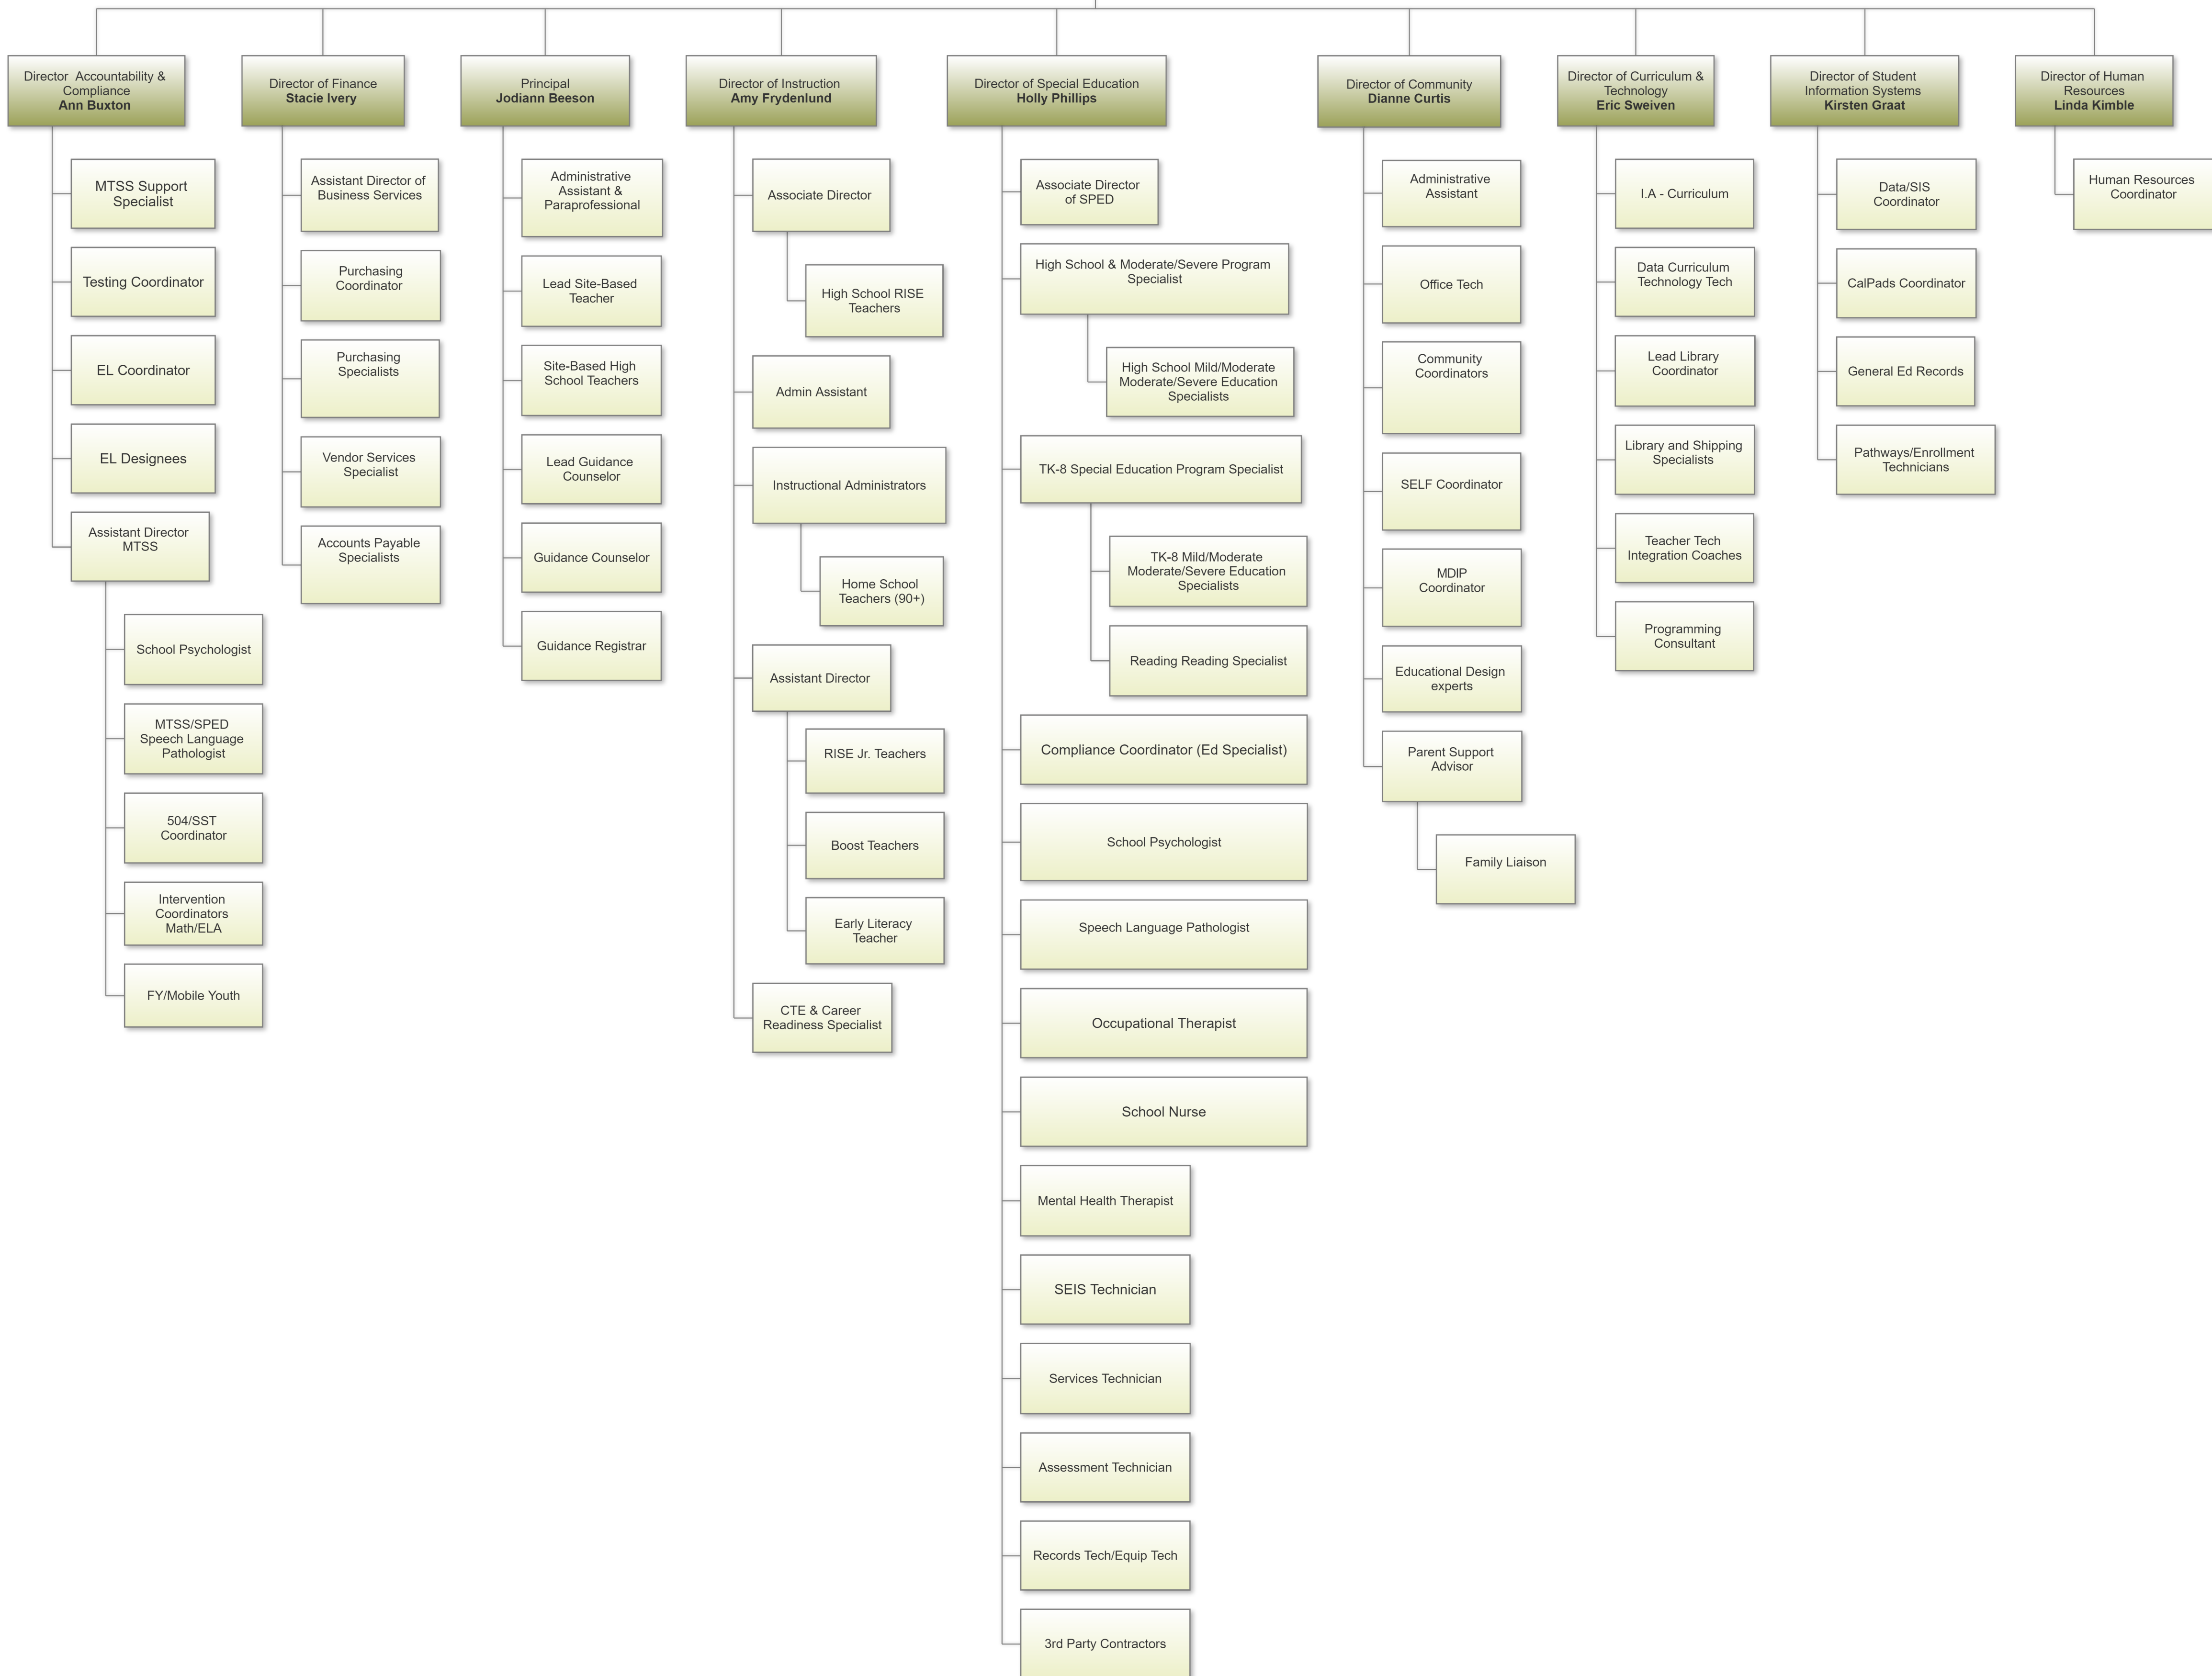 Director  Accountability &
Compliance
Ann Buxton
MTSS Support
Specialist
Testing Coordinator
EL Coordinator
EL Designees
Assistant Director
MTSS
School Psychologist
MTSS/SPED
Speech Language
Pathologist
504/SST
Coordinator
Intervention
Coordinators
Math/ELA
FY/Mobile Youth
Director of Finance
Stacie Ivery
Assistant Director of
Business Services
Purchasing
Coordinator
Purchasing
Specialists
Vendor Services
Specialist
Accounts Payable
Specialists
Principal
Jodiann Beeson
Administrative
Assistant &
Paraprofessional
Lead Site-Based
Teacher
Site-Based High
School Teachers
Lead Guidance
Counselor
Guidance Counselor
Guidance Registrar
Director of Instruction
Amy Frydenlund
Associate Director
High School RISE
Teachers
Admin Assistant
Instructional Administrators
Home School
Teachers (90+)
Assistant Director
RISE Jr. Teachers
Boost Teachers
Early Literacy
Teacher
CTE & Career
Readiness Specialist
Director of Special Education
Holly Phillips
Associate Director
of SPED
High School & Moderate/Severe Program
Specialist
High School Mild/Moderate
Moderate/Severe Education
Specialists
TK-8 Special Education Program Specialist
TK-8 Mild/Moderate
Moderate/Severe Education
Specialists
Reading Reading Specialist
Compliance Coordinator (Ed Specialist)
School Psychologist
Speech Language Pathologist
Occupational Therapist
School Nurse
Mental Health Therapist
SEIS Technician
Services Technician
Assessment Technician
Records Tech/Equip Tech
3rd Party Contractors
Director of Community
Dianne Curtis
Administrative
Assistant
Office Tech
Community
Coordinators
SELF Coordinator
MDIP
Coordinator
Educational Design
experts
Parent Support
Advisor
Family Liaison
Director of Curriculum &
Technology
Eric Sweiven
I.A - Curriculum
Data Curriculum
Technology Tech
Lead Library
Coordinator
Library and Shipping
Specialists
Teacher Tech
Integration Coaches
Programming
Consultant
Director of Student
Information Systems
Kirsten Graat
Data/SIS
Coordinator
CalPads Coordinator
General Ed Records
Pathways/Enrollment
Technicians
Director of Human
Resources
Linda Kimble
Human Resources
Coordinator